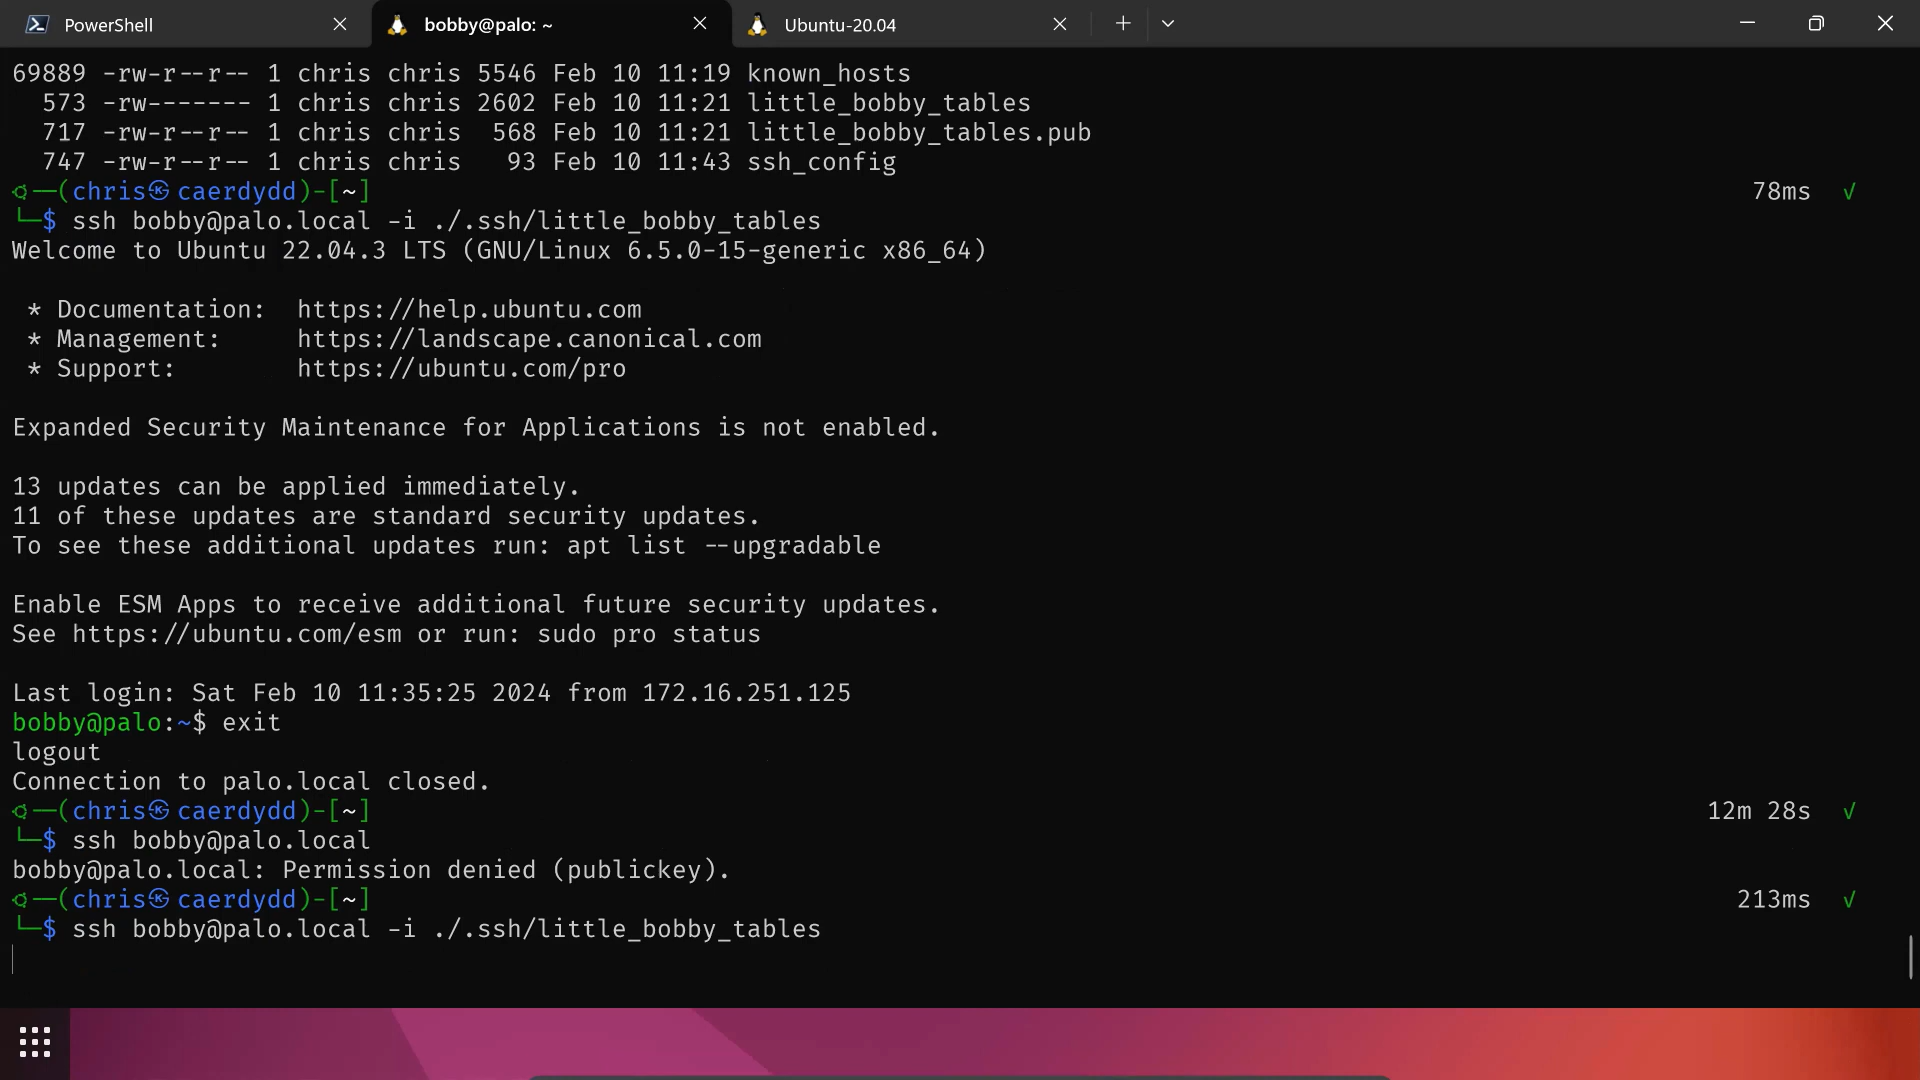 PowerShell
bobby@palo: ~
Ubuntu-20.04
69889 -rw-r--r-- 1 chris chris 5546 Feb 10 11:19 known_hosts
573 -rw------- 1 chris chris 2602 Feb 10 11:21 little_bobby_tables
717 -rw-r--r-- 1 chris chris 568 Feb 10 11:21 little_bobby_tables.pub
747 -rw-r--r-- 1 chris chris 93 Feb 10 11:43 ssh_config
(chris㉿caerdydd)-[~] 78ms √
└─$ ssh bobby@palo.local -i ./.ssh/little_bobby_tables
Welcome to Ubuntu 22.04.3 LTS (GNU/Linux 6.5.0-15-generic x86_64)
* Documentation: https://help.ubuntu.com
* Management: https://landscape.canonical.com
* Support: https://ubuntu.com/pro
Expanded Security Maintenance for Applications is not enabled.
13 updates can be applied immediately.
11 of these updates are standard security updates.
To see these additional updates run: apt list --upgradable
Enable ESM Apps to receive additional future security updates.
See https://ubuntu.com/esm or run: sudo pro status
Last login: Sat Feb 10 11:35:25 2024 from 172.16.251.125
bobby@palo:~$ exit
logout
Connection to palo.local closed.
(chris㉿caerdydd)-[~] 12m 28s √
└─$ ssh bobby@palo.local
bobby@palo.local: Permission denied (publickey).
(chris㉿caerdydd)-[~] 213ms √
└─$ ssh bobby@palo.local -i ./.ssh/little_bobby_tables